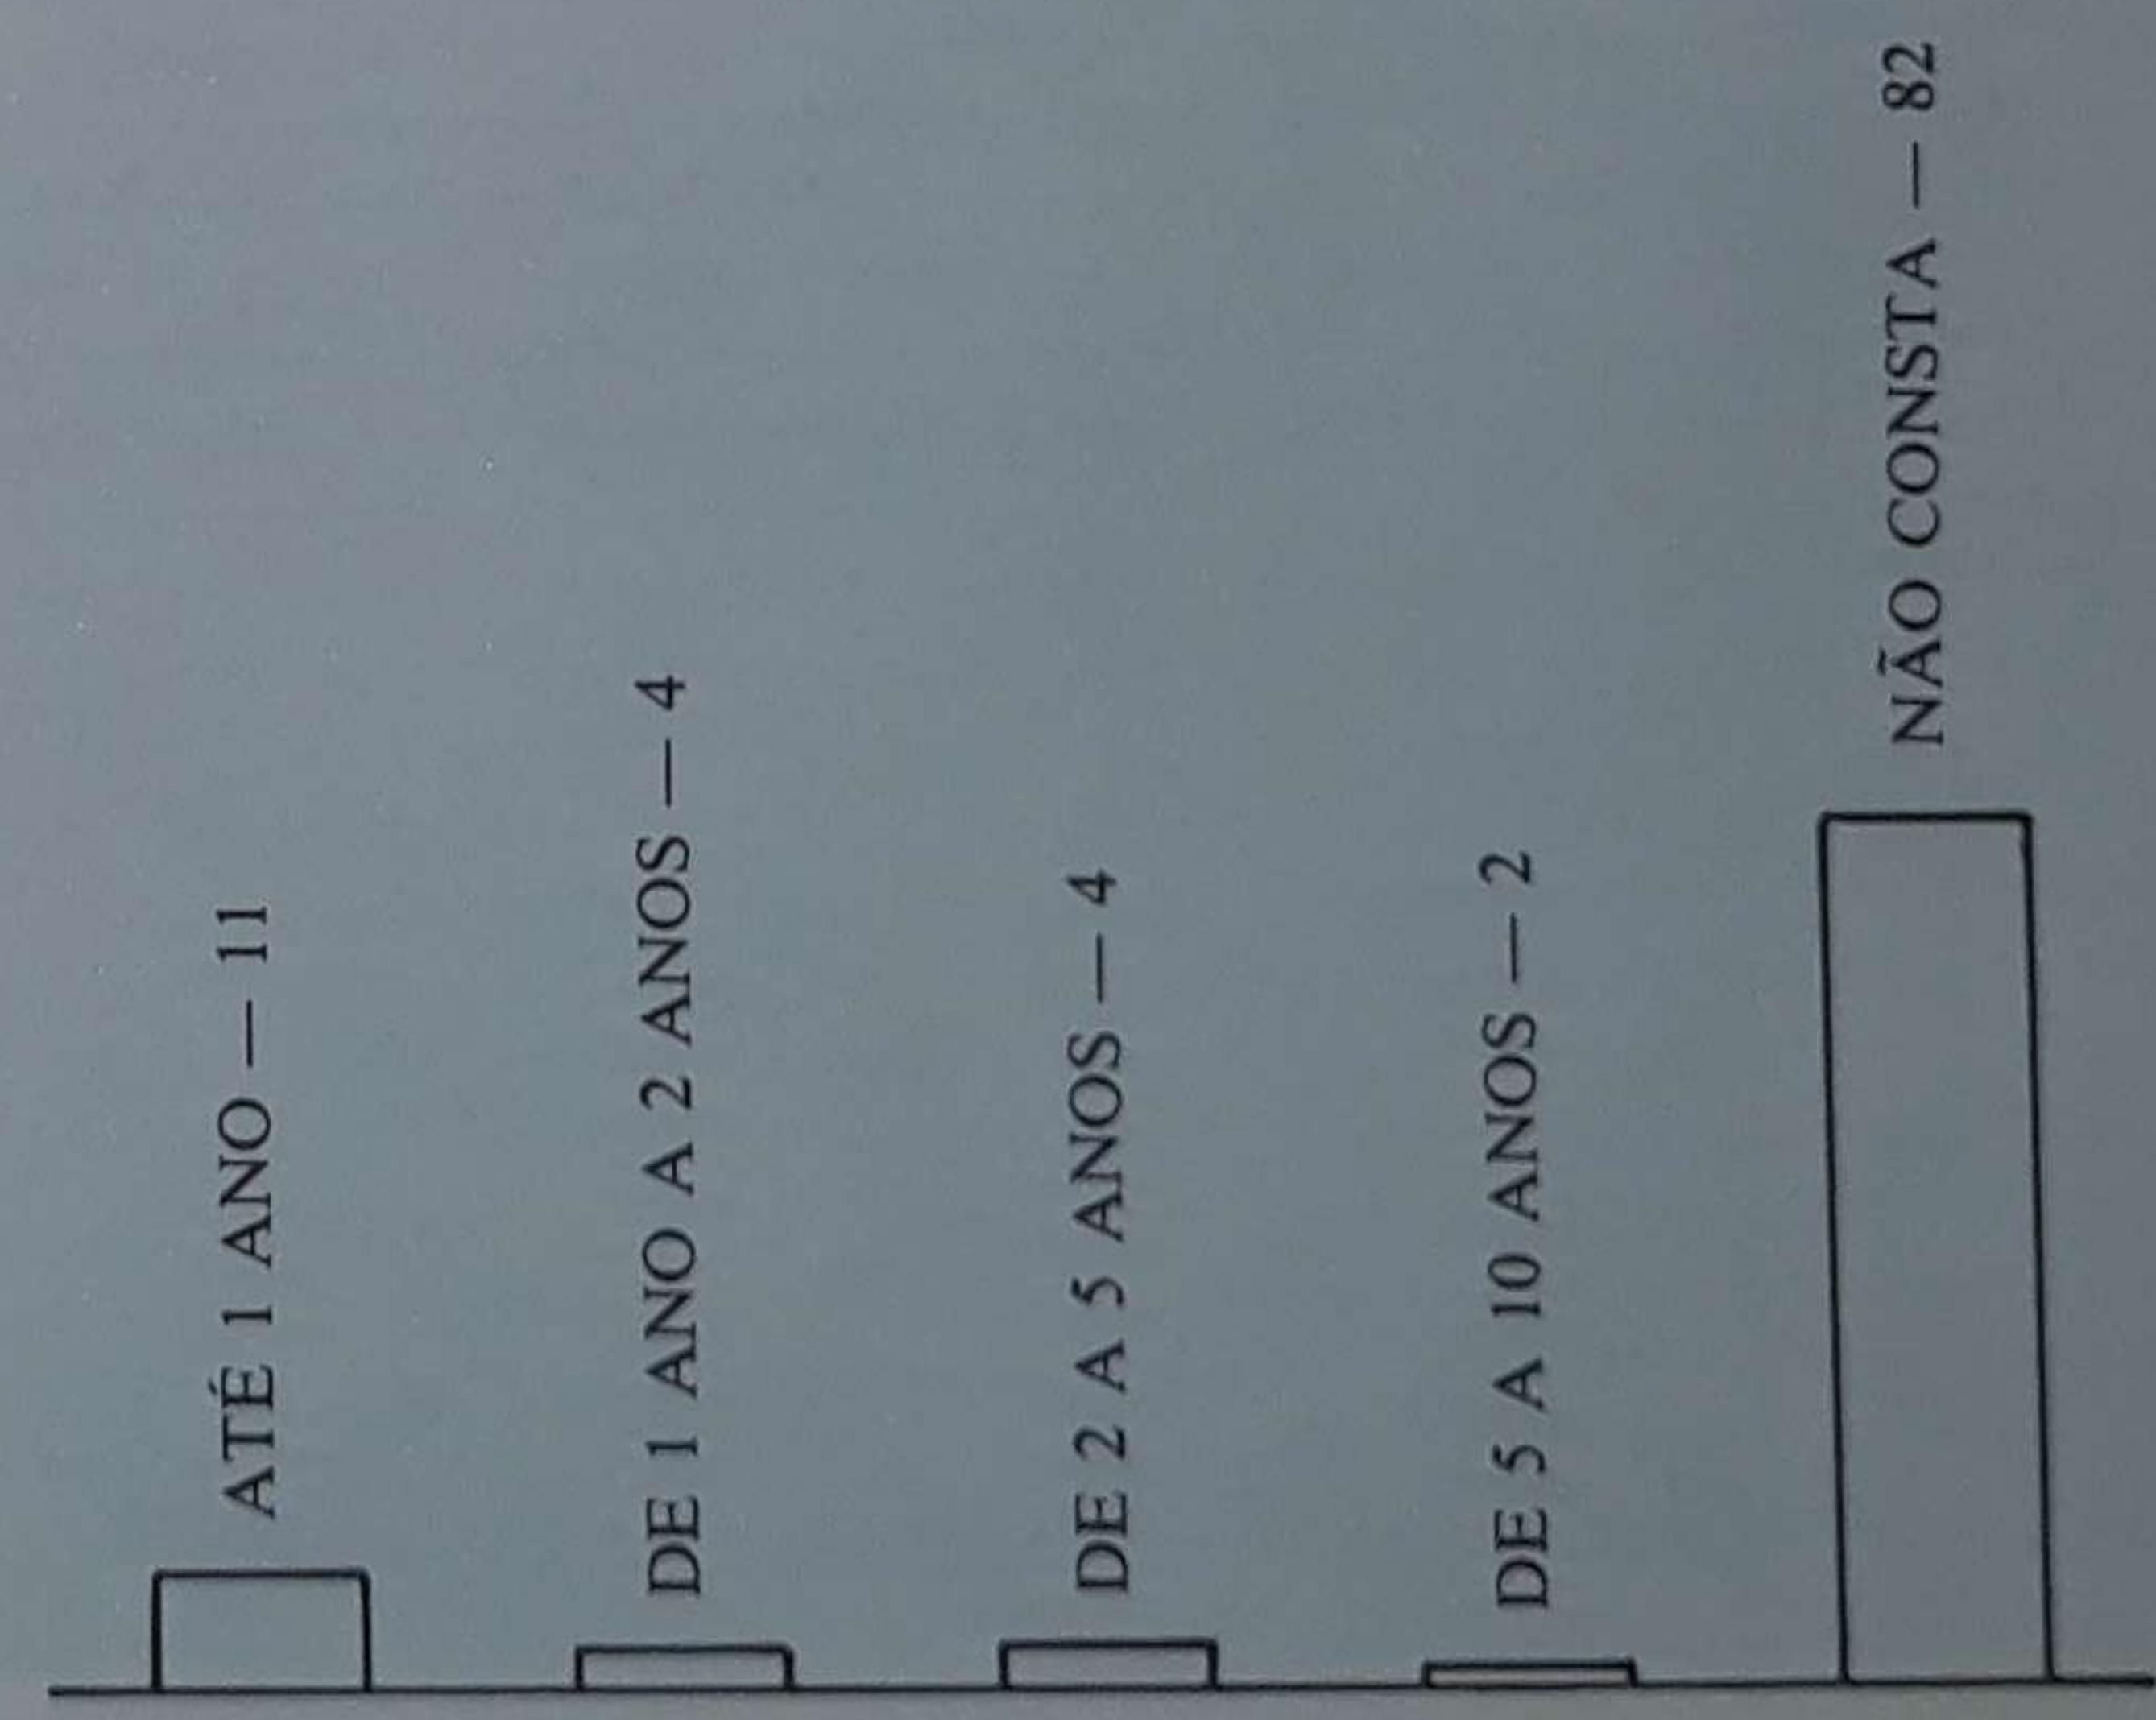 ATÉ 1 ANO — 11
DE 1 ANO A 2 ANOS — 4
DE 2 A 5 ANOS — 4
DE 5 A 10 ANOS — 2
NÃO CONSTA — 82